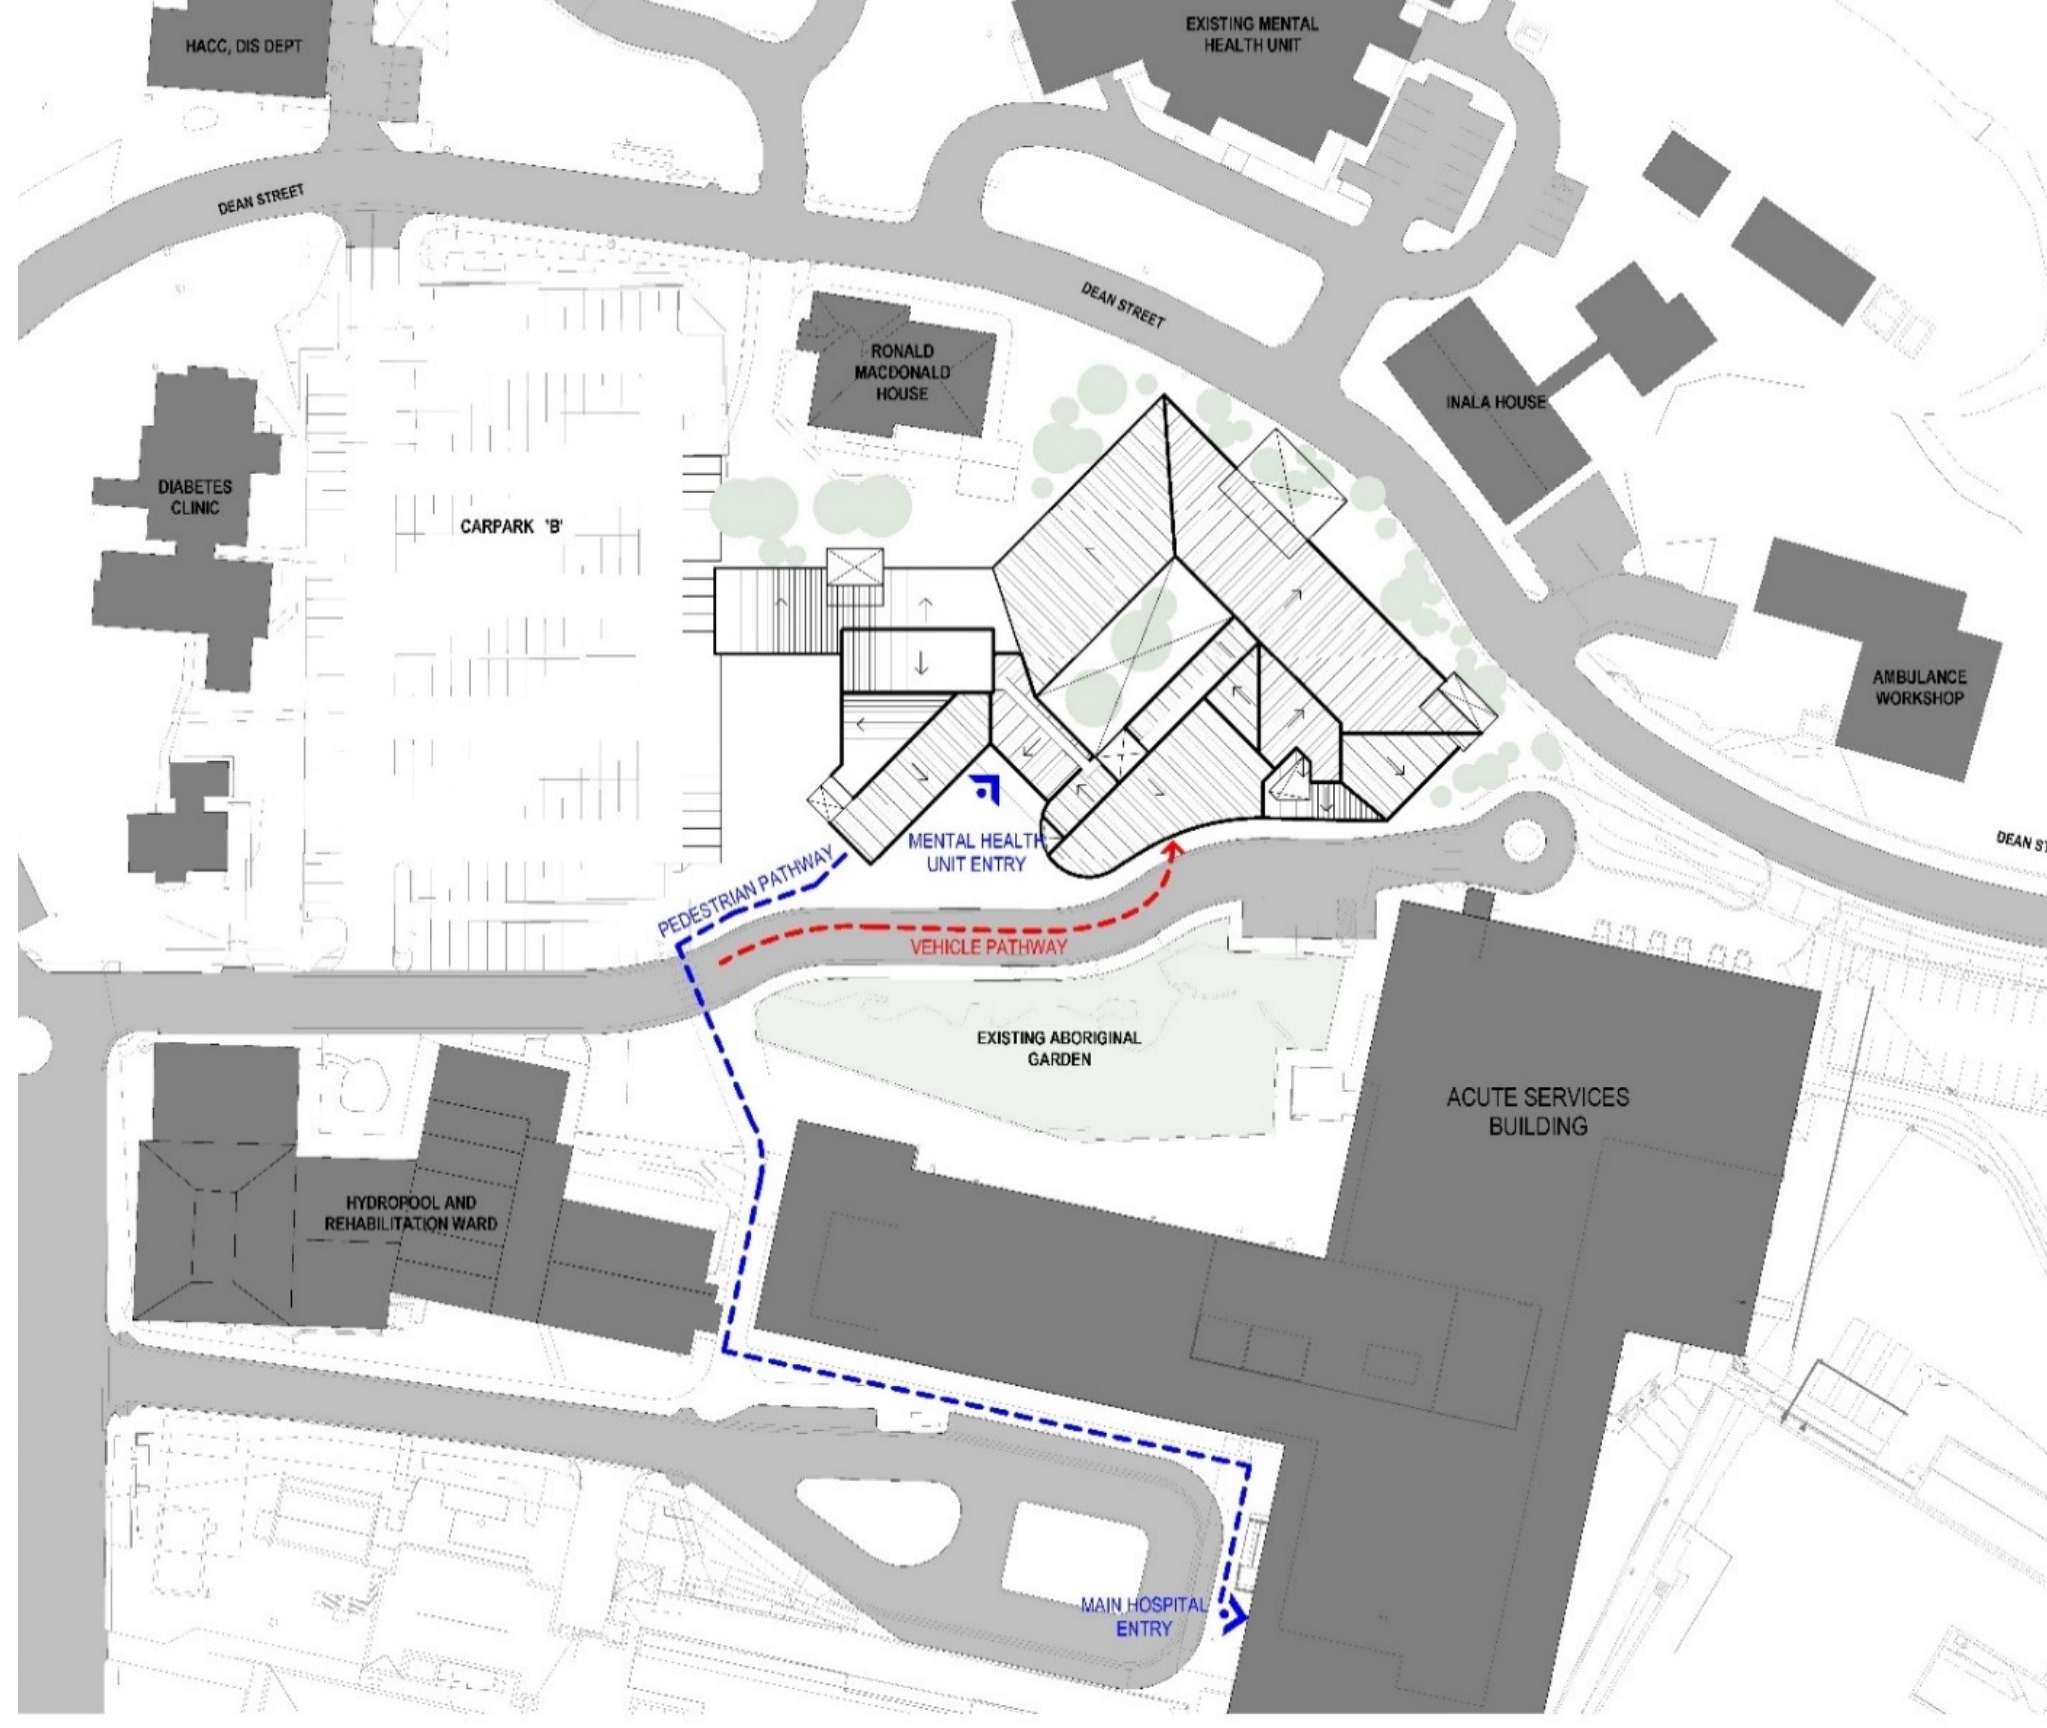 HACC, DIS DEPT
EXISTING MENTAL
HEALTH UNIT
DEAN STREET
DEAN STREET
RONALD
MACDONALD
HOUSE
INALA HOUSE
DIABETES
CLINIC
CARPARK 'B'
AMBULANCE
WORKSHOP
MENTAL HEALTH
UNIT ENTRY
DEAN ST
PEDESTRIAN PATHWAY
VEHICLE PATHWAY
EXISTING ABORIGINAL
GARDEN
ACUTE SERVICES
BUILDING
HYDROPOOL AND
REHABILITATION WARD
MAIN HOSPITAL
ENTRY